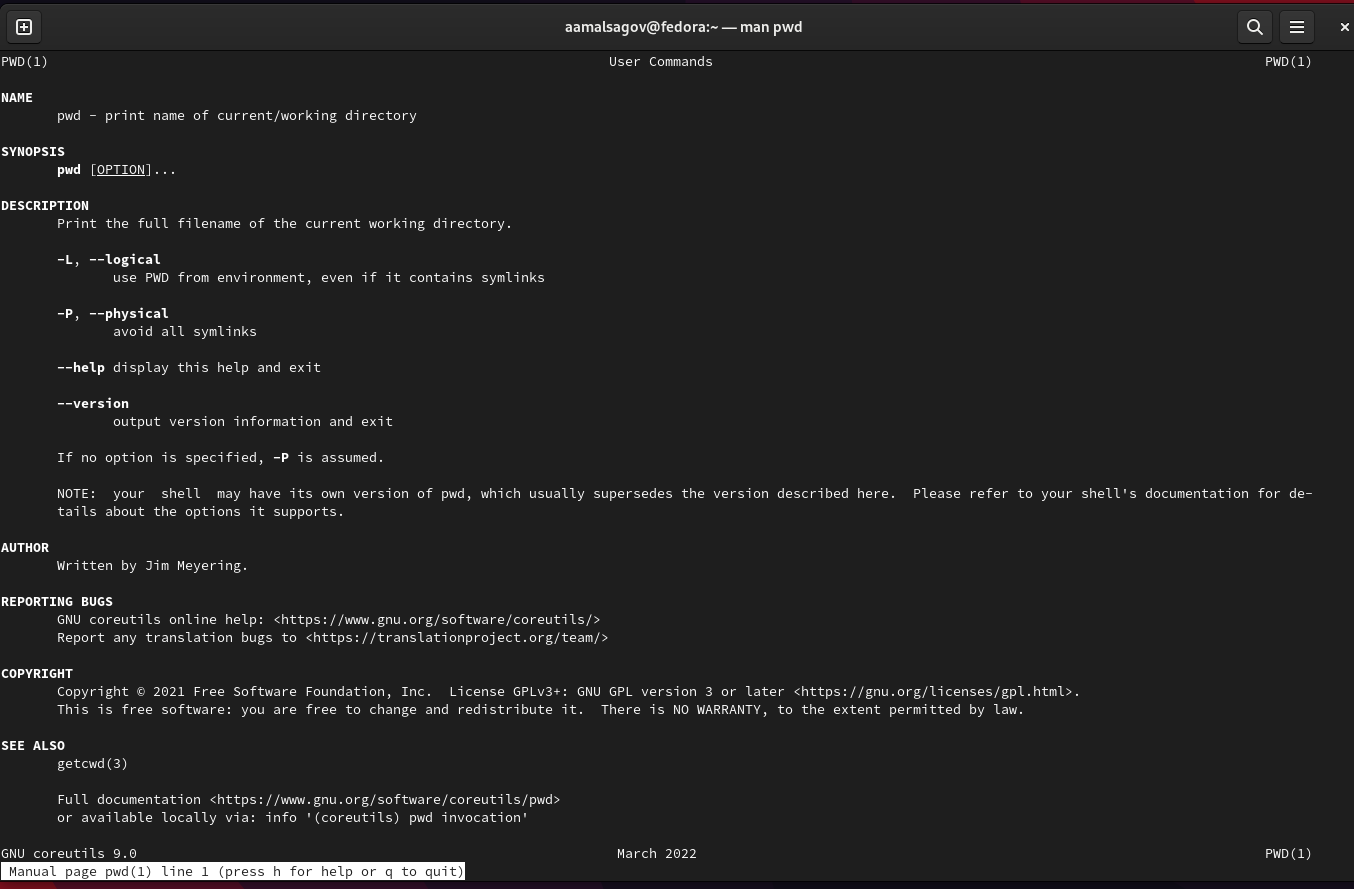 aamalsagov@fedora:~ — man pwd
PWD(1) User Commands PWD(1)
NAME
pwd - print name of current/working directory
SYNOPSIS
pwd [OPTION]...
DESCRIPTION
Print the full filename of the current working directory.
-L, --logical
use PWD from environment, even if it contains symlinks
-P, --physical
avoid all symlinks
--help display this help and exit
--version
output version information and exit
If no option is specified, -P is assumed.
NOTE:  your  shell  may have its own version of pwd, which usually supersedes the version described here.  Please refer to your shell's documentation for de-
tails about the options it supports.
AUTHOR
Written by Jim Meyering.
REPORTING BUGS
GNU coreutils online help: <https://www.gnu.org/software/coreutils/>
Report any translation bugs to <https://translationproject.org/team/>
COPYRIGHT
Copyright © 2021 Free Software Foundation, Inc.  License GPLv3+: GNU GPL version 3 or later <https://gnu.org/licenses/gpl.html>.
This is free software: you are free to change and redistribute it.  There is NO WARRANTY, to the extent permitted by law.
SEE ALSO
getcwd(3)
Full documentation <https://www.gnu.org/software/coreutils/pwd>
or available locally via: info '(coreutils) pwd invocation'
GNU coreutils 9.0 March 2022 PWD(1)
Manual page pwd(1) line 1 (press h for help or q to quit)